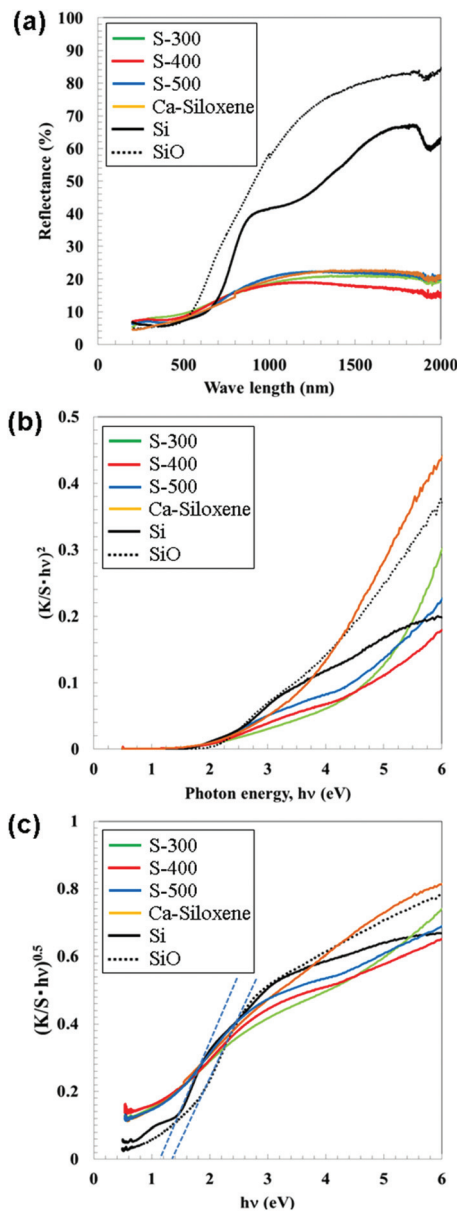 (a)
100
90
80
70
60
50
40
30
20
10
0
Reflectance (%)
S-300
S-400
S-500
Ca-Siloxene
Si
SiO
0 500 1000 1500 2000
Wave length (nm)
(b)
0.5
0.4
0.3
0.2
0.1
0
(K/S·hν)²
S-300
S-400
S-500
Ca-Siloxene
Si
SiO
0 1 2 3 4 5 6
Photon energy, hν (eV)
(c)
1
0.8
0.6
0.4
0.2
0
(K/S·hν)⁰·⁵
S-300
S-400
S-500
Ca-Siloxene
Si
SiO
0 1 2 3 4 5 6
hν (eV)